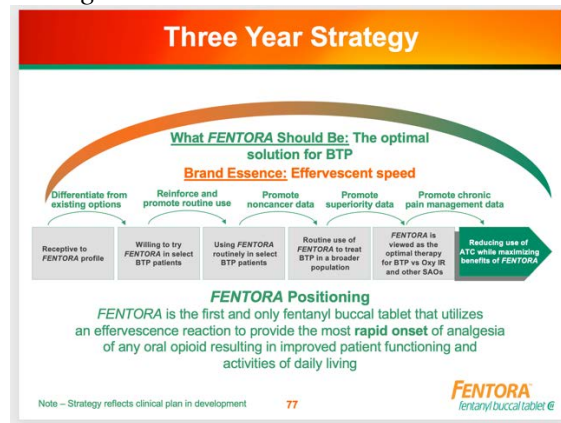 Three Year Strategy
What FENTORA Should Be: The optimal
solution for BTP
Brand Essence: Effervescent speed
Differentiate from
existing options
Reinforce and
promote routine use
Promote
noncancer data
Promote
superiority data
Promote chronic
pain management data
Receptive to
FENTORA profile
Willing to try
FENTORA in select
BTP patients
Using FENTORA
routinely in select
BTP patients
Routine use of
FENTORA to treat
BTP in a broader
population
FENTORA is
viewed as the
optimal therapy
for BTP vs Oxy IR
and other SAOs
Reducing use of
ATC while maximizing
benefits of FENTORA
FENTORA Positioning
FENTORA is the first and only fentanyl buccal tablet that utilizes
an effervescence reaction to provide the most rapid onset of analgesia
of any oral opioid resulting in improved patient functioning and
activities of daily living
Note – Strategy reflects clinical plan in development
77
FENTORA
fentanyl buccal tablet